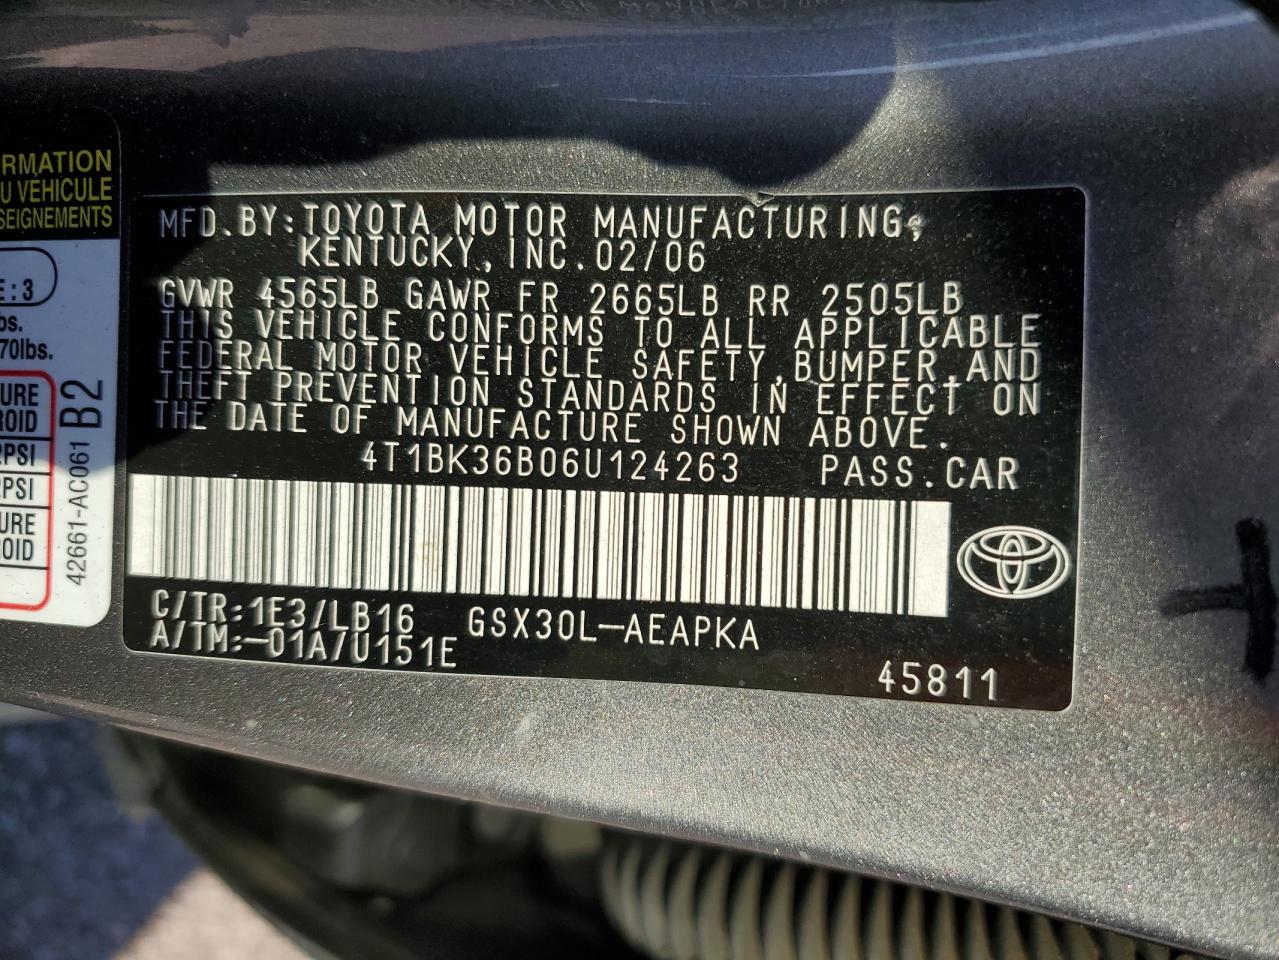 RMATION
U VÉHICULE
SEIGNEMENTS
E : 3
bs.
70lbs.
URE
ROID
PSI
PSI
URE
OID
42661-AC061 B2
MFD.BY:TOYOTA MOTOR MANUFACTURING,
KENTUCKY,INC.02/06
GVWR 4565LB GAWR FR 2665LB RR 2505LB
THIS VEHICLE CONFORMS TO ALL APPLICABLE
FEDERAL MOTOR VEHICLE SAFETY,BUMPER,AND
THEFT PREVENTION STANDARDS IN EFFECT ON
THE DATE OF MANUFACTURE SHOWN ABOVE.
4T1BK36B06U124263 PASS.CAR
C/TR:1E3/LB16 GSX30L-AEAPKA
A/TM:-01A/U151E
45811